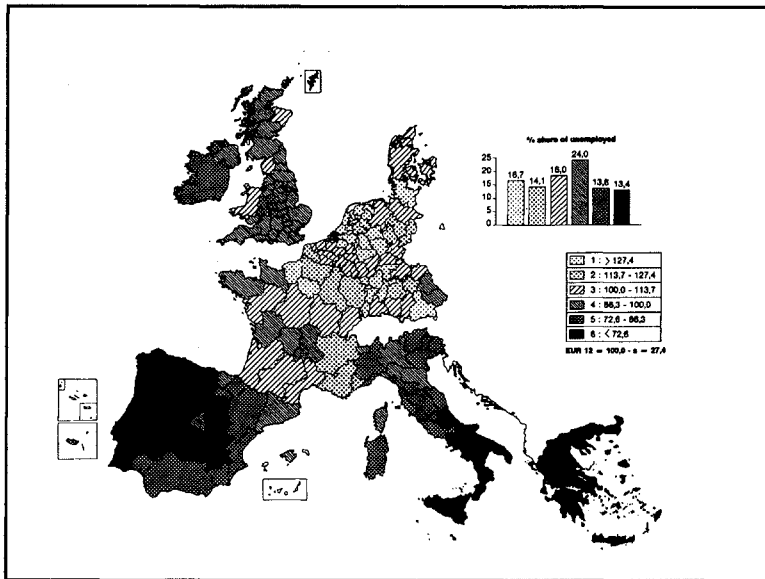 % share of unemployed
25
20
15
10
5
0
16,7
14,1
18,0
24,0
13,8
13,4
1 : > 127,4
2 : 113,7 - 127,4
3 : 100,0 - 113,7
4 : 86,3 - 100,0
5 : 72,6 - 86,3
6 : < 72,6
EUR 12 = 100,0 - s = 27,4